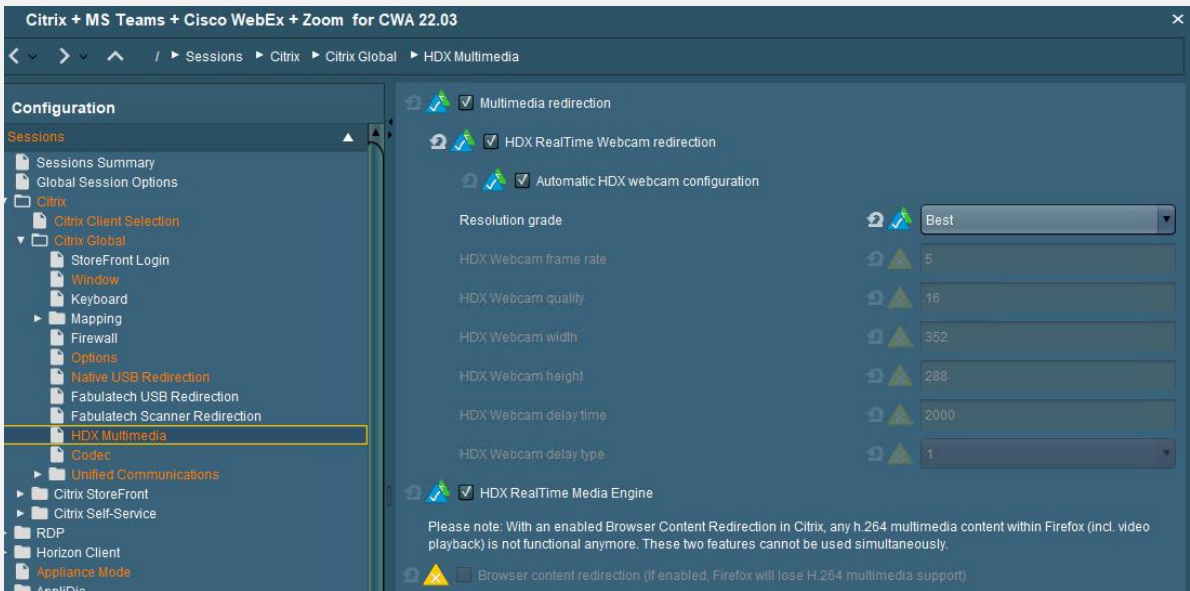 Citrix + MS Teams + Cisco WebEx + Zoom for CWA 22.03
/ Sessions Citrix Citrix Global HDX Multimedia
Configuration
Sessions
Sessions Summary
Global Session Options
Citrix
Citrix Client Selection
Citrix Global
StoreFront Login
Window
Keyboard
Mapping
Firewall
Options
Native USB Redirection
Fabulatech USB Redirection
Fabulatech Scanner Redirection
HDX Multimedia
Codec
Unified Communications
Citrix StoreFront
Citrix Self-Service
RDP
Horizon Client
Appliance Mode
AppliDis
Multimedia redirection
HDX RealTime Webcam redirection
Automatic HDX webcam configuration
Resolution grade Best
HDX Webcam frame rate 5
HDX Webcam quality 16
HDX Webcam width 352
HDX Webcam height 288
HDX Webcam delay time 2000
HDX Webcam delay type 1
HDX RealTime Media Engine
Please note: With an enabled Browser Content Redirection in Citrix, any h.264 multimedia content within Firefox (incl. video
playback) is not functional anymore. These two features cannot be used simultaneously.
Browser content redirection (If enabled, Firefox will lose H.264 multimedia support)